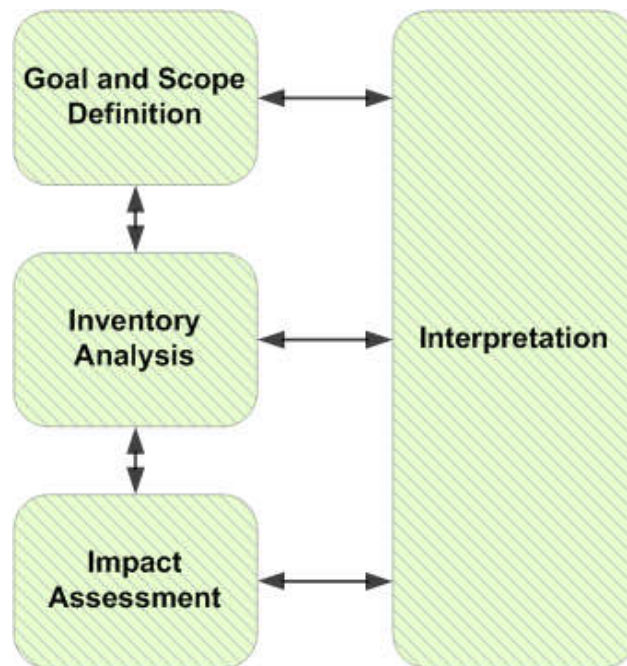 Goal and Scope
Definition
Inventory
Analysis
Interpretation
Impact
Assessment